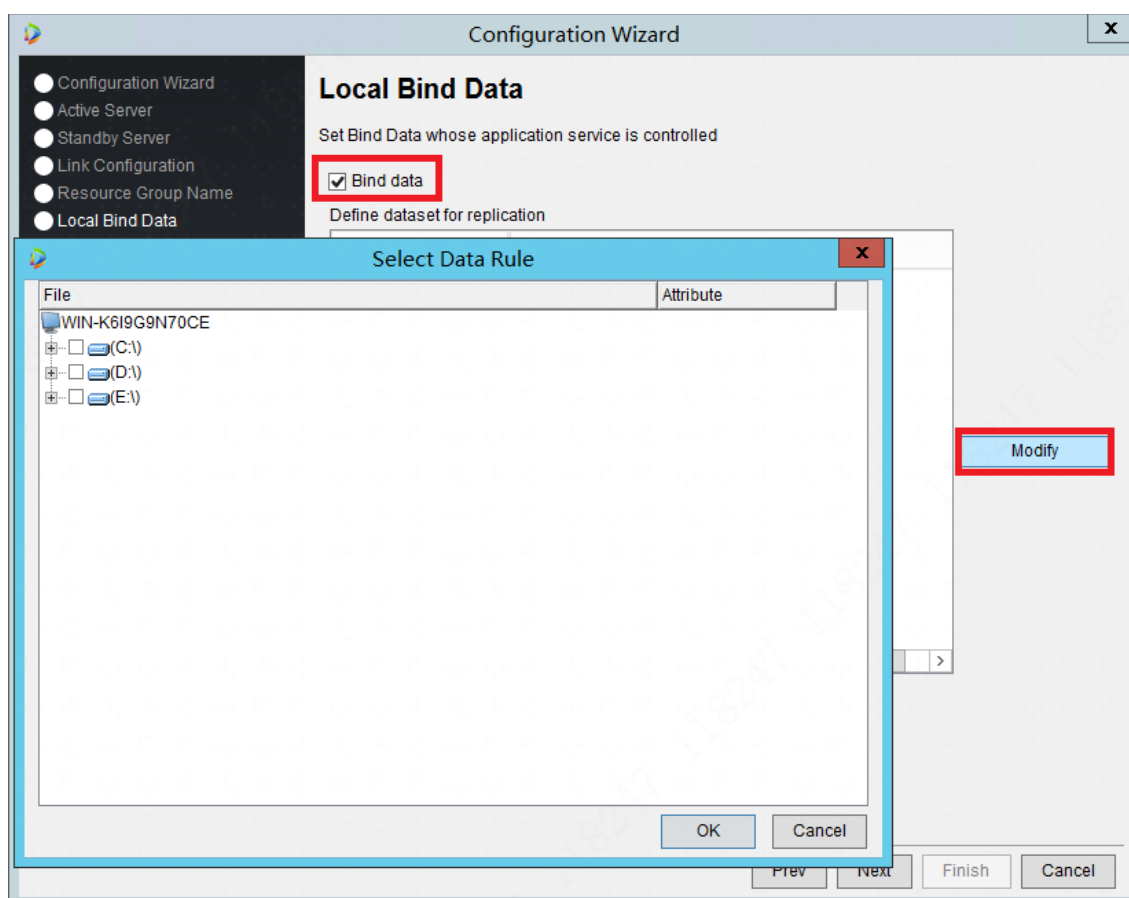 Configuration Wizard
x
Configuration Wizard
Active Server
Standby Server
Link Configuration
Resource Group Name
Local Bind Data
Local Bind Data
Set Bind Data whose application service is controlled
Bind data
Define dataset for replication
Select Data Rule
x
File
Attribute
WIN-K6I9G9N70CE
(C:\)
(D:\)
(E:\)
Modify
OK
Cancel
Prev
Next
Finish
Cancel
118247 118247